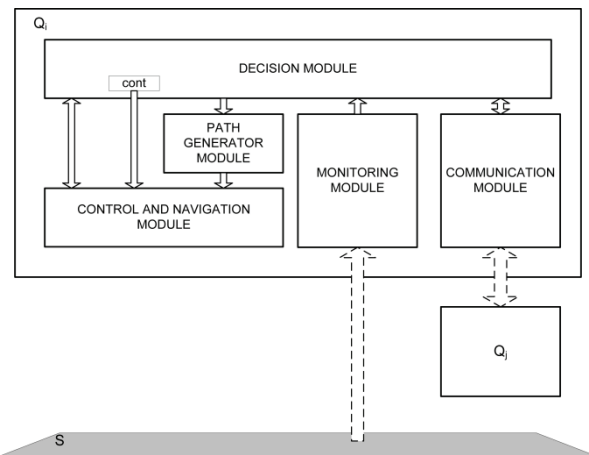 Qi
DECISION MODULE
cont
PATH
GENERATOR
MODULE
MONITORING
MODULE
COMMUNICATION
MODULE
CONTROL AND NAVIGATION
MODULE
Qj
S